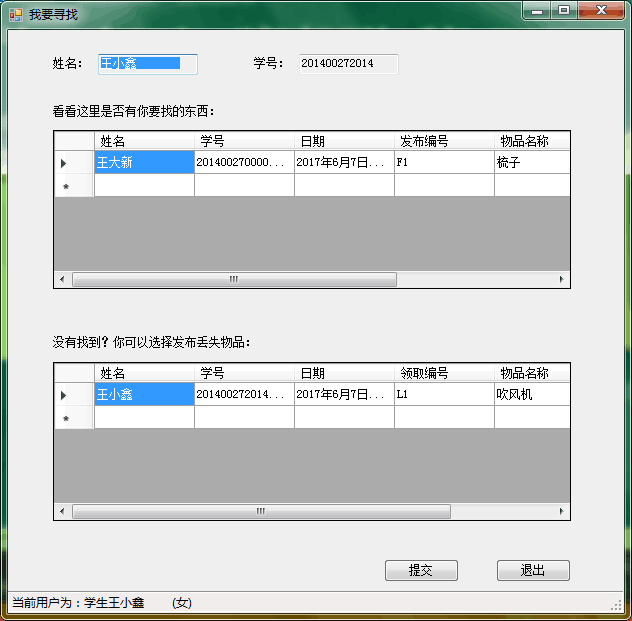 我要寻找
姓名： 王小鑫 学号： 201400272014
看看这里是否有你要找的东西：
姓名 学号 日期 发布编号 物品名称
王大新 201400270000... 2017年6月7日... F1 梳子
*
没有找到？你可以选择发布丢失物品：
姓名 学号 日期 领取编号 物品名称
王小鑫 201400272014... 2017年6月7日... L1 吹风机
*
提交 退出
当前用户为：学生王小鑫 (女)